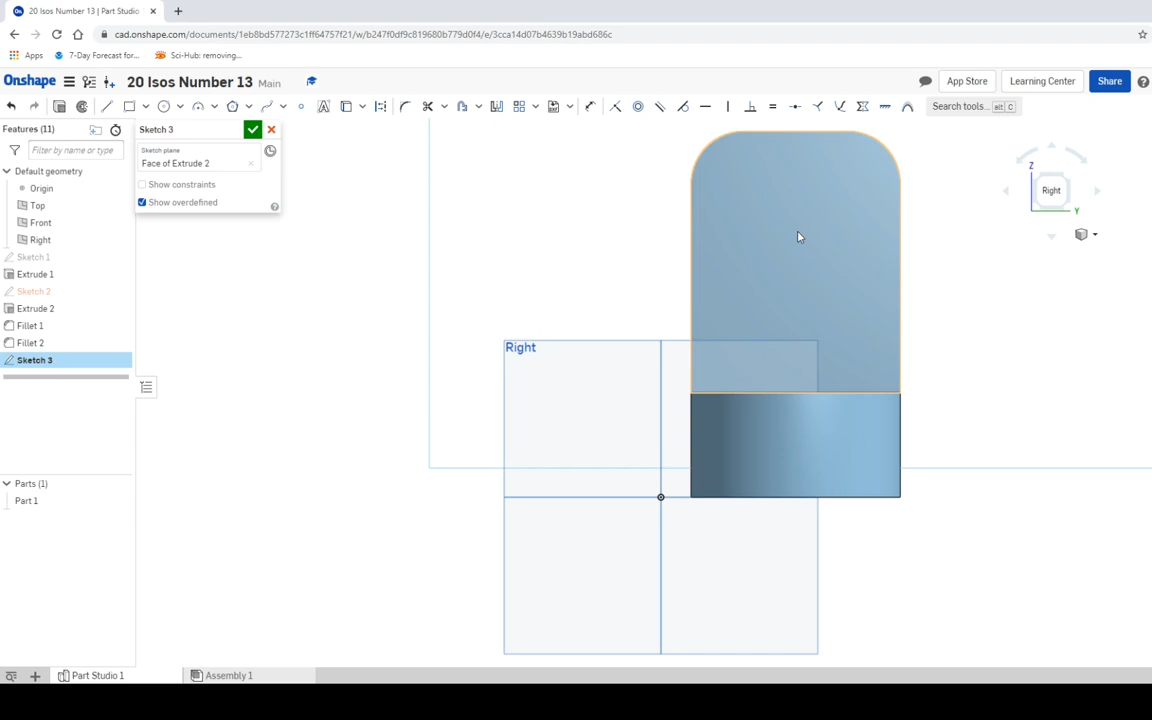 20 Isos Number 13 | Part Studio
cad.onshape.com/documents/1eb8bd577273c1ff64757f21/w/b247f0df9c819680b779d0f4/e/3cca14d07b4639b19abd686c
Apps 7-Day Forecast for... Sci-Hub: removing...
Onshape 20 Isos Number 13 Main App Store Learning Center Share
Search tools... alt C
Features (11)
Filter by name or type
Default geometry
Origin
Top
Front
Right
Sketch 1
Extrude 1
Sketch 2
Extrude 2
Fillet 1
Fillet 2
Sketch 3
Parts (1)
Part 1
Sketch 3
Sketch plane
Face of Extrude 2
Show constraints
Show overdefined
Right
Z
Right
Y
Part Studio 1 Assembly 1